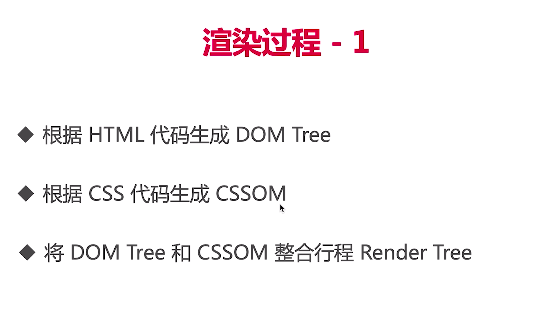 渲染过程 - 1
◆ 根据 HTML 代码生成 DOM Tree
◆ 根据 CSS 代码生成 CSSOM
◆ 将 DOM Tree 和 CSSOM 整合行程 Render Tree